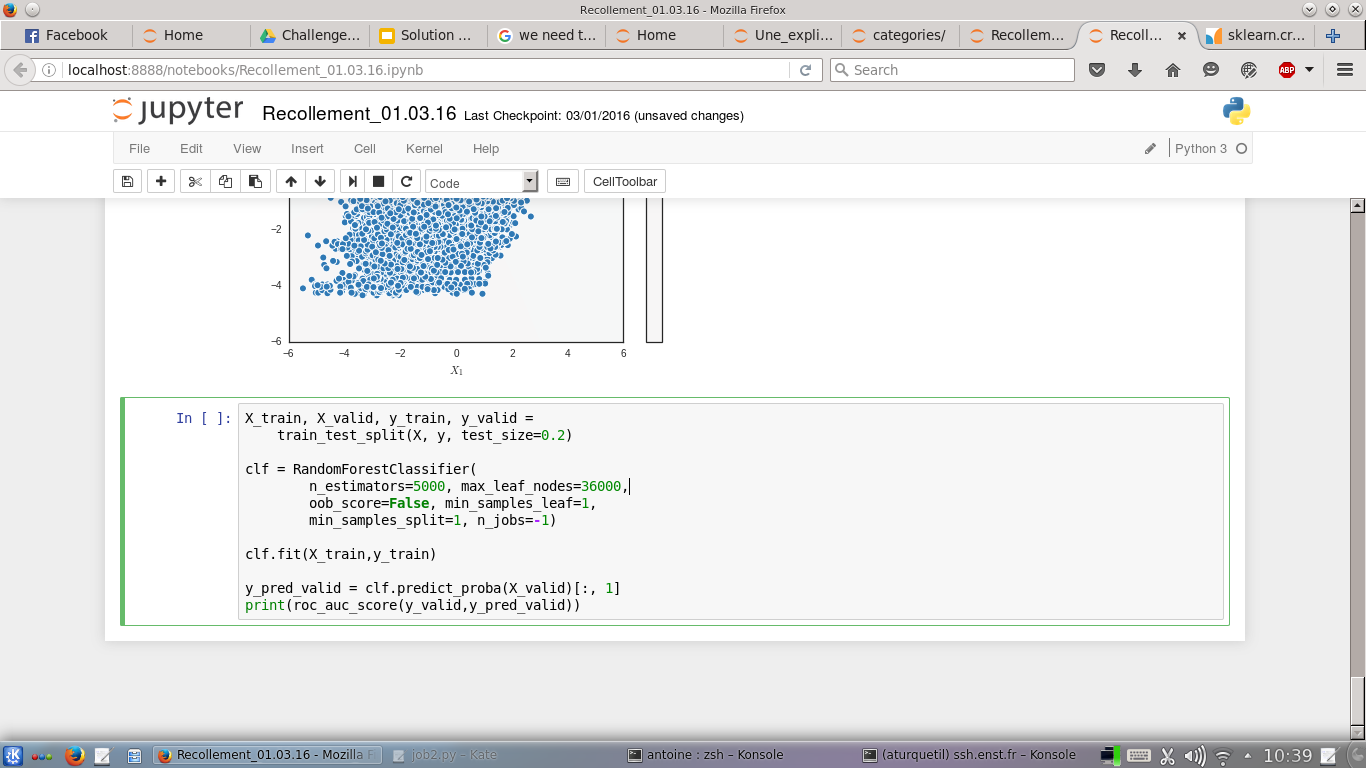 Recollement_01.03.16 - Mozilla Firefox
Facebook
Home
Challenge...
Solution ...
we need t...
Home
Une_expli...
categories/
Recollem...
Recoll...
sklearn.cr...
localhost:8888/notebooks/Recollement_01.03.16.ipynb
Search
ABP
jupyter
Recollement_01.03.16 Last Checkpoint: 03/01/2016 (unsaved changes)
File Edit View Insert Cell Kernel Help
Python 3
Code
CellToolbar
−2
−4
−6
−6 −4 −2 0 2 4 6
X₁
In [ ]:
X_train, X_valid, y_train, y_valid =
    train_test_split(X, y, test_size=0.2)
clf = RandomForestClassifier(
        n_estimators=5000, max_leaf_nodes=36000,
        oob_score=False, min_samples_leaf=1,
        min_samples_split=1, n_jobs=-1)
clf.fit(X_train,y_train)
y_pred_valid = clf.predict_proba(X_valid)[:, 1]
print(roc_auc_score(y_valid,y_pred_valid))
Recollement_01.03.16 - Mozilla F
job2.py – Kate
antoine : zsh – Konsole
(aturquetil) ssh.enst.fr – Konsole
10:39